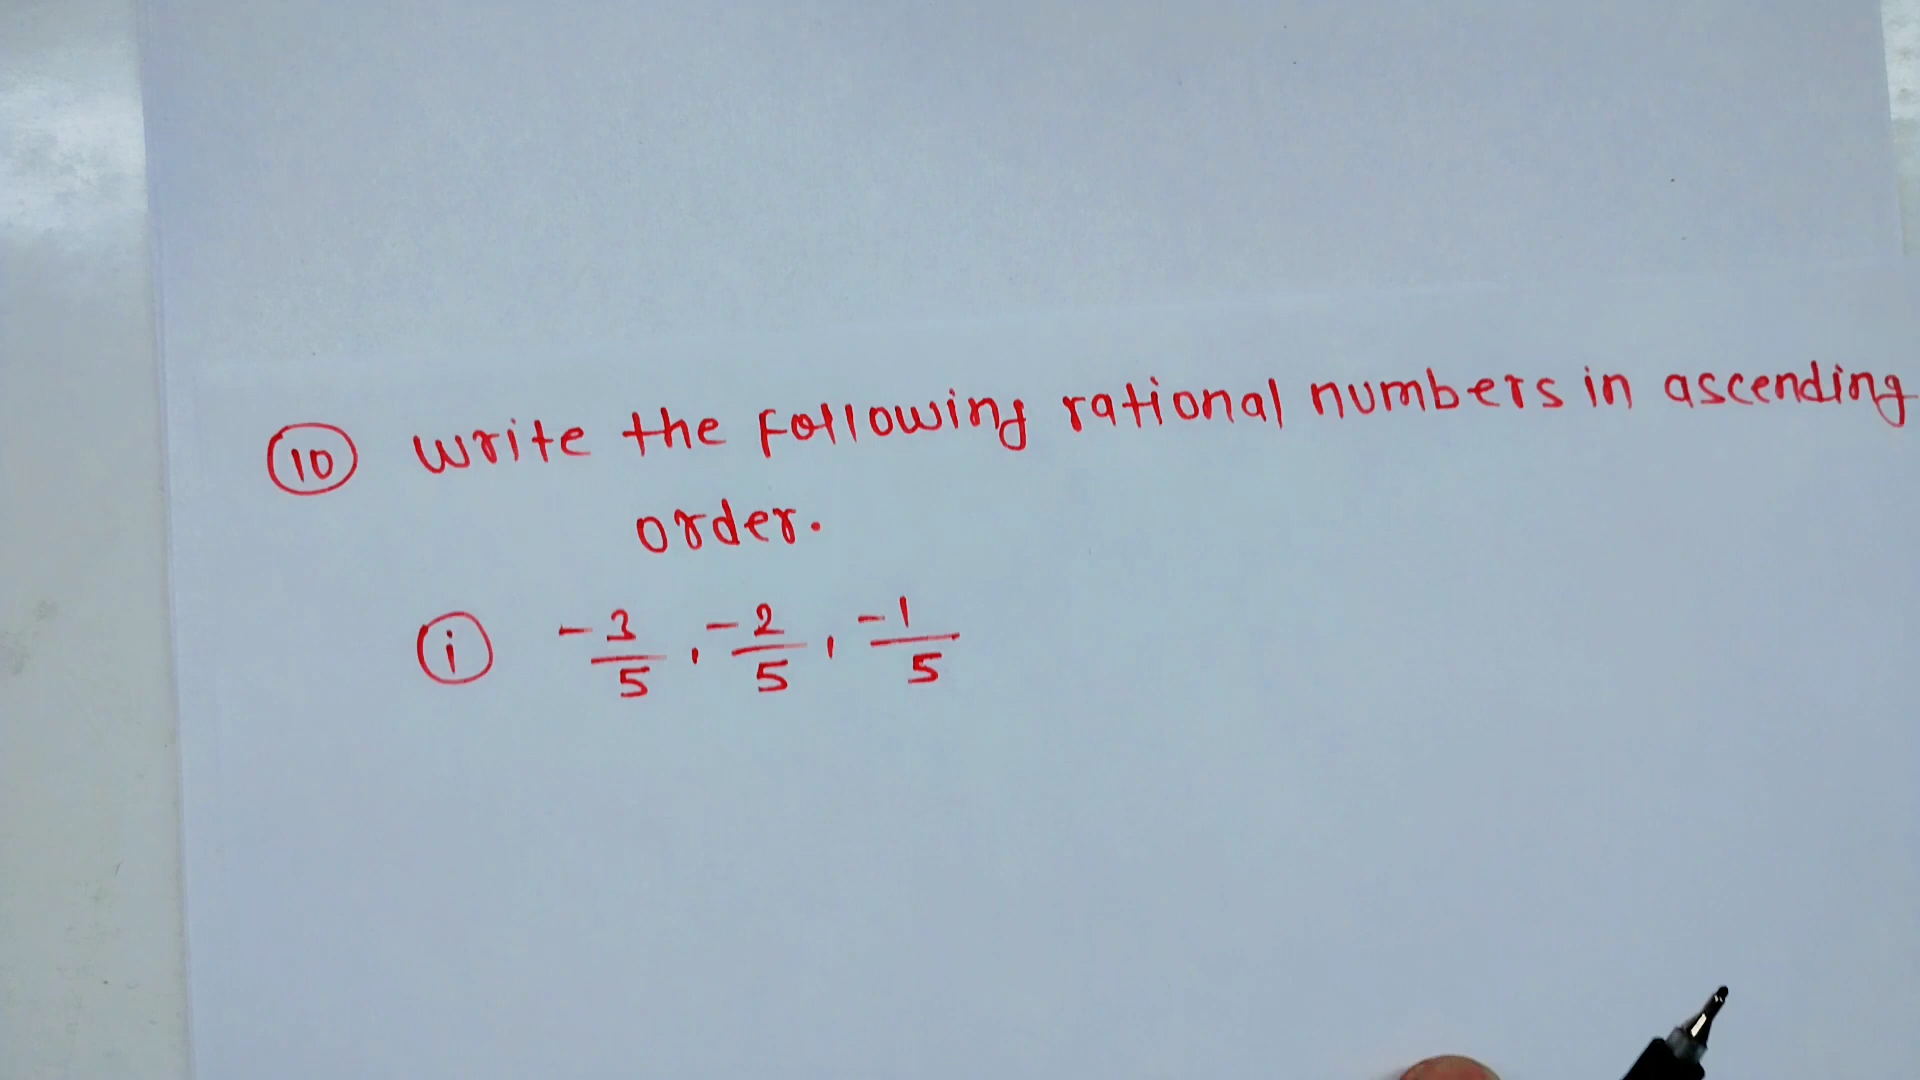 10 Write the Following rational numbers in ascending
order.
i -3/5, -2/5, -1/5